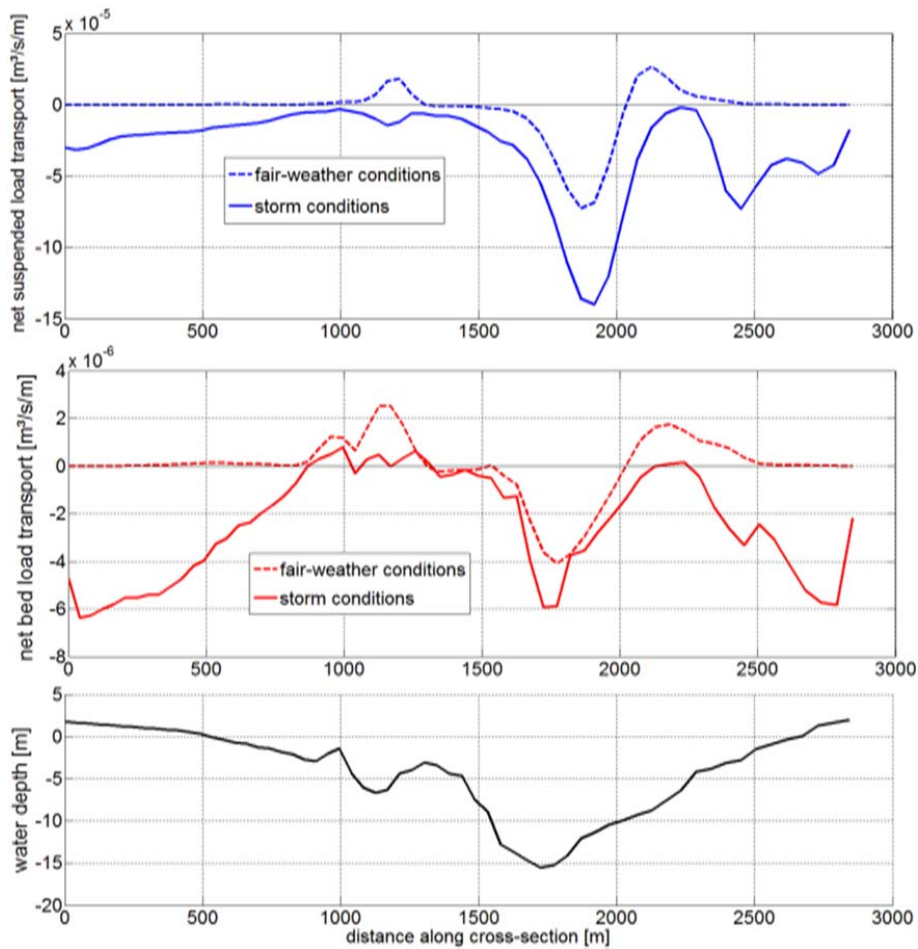 5 x 10⁻⁵
0
-5
-10
-15
net suspended load transport [m³/s/m]
fair-weather conditions
storm conditions
0 500 1000 1500 2000 2500 3000
4 x 10⁻⁶
2
0
-2
-4
-6
-8
net bed load transport [m³/s/m]
fair-weather conditions
storm conditions
0 500 1000 1500 2000 2500 3000
5
0
-5
-10
-15
-20
water depth [m]
0 500 1000 1500 2000 2500 3000
distance along cross-section [m]